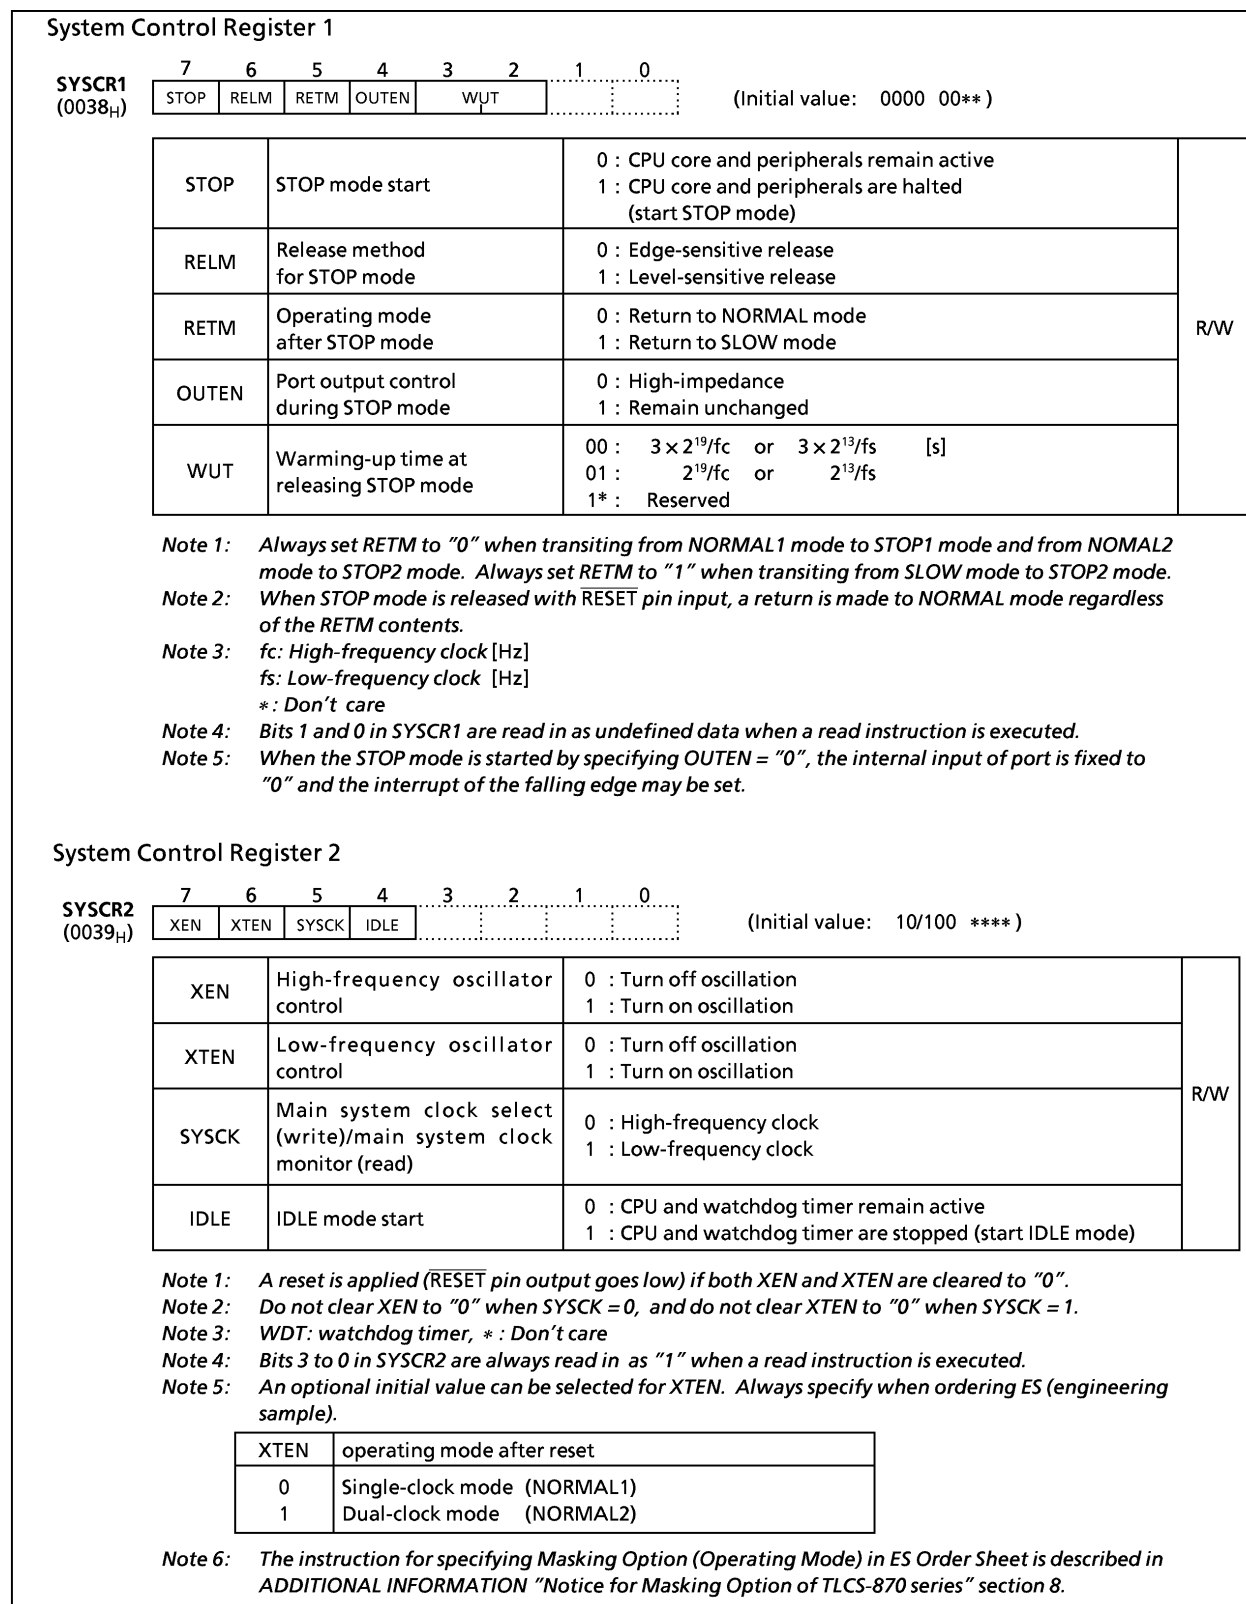 System Control Register 1
7 6 5 4 3 2 1 0
SYSCR1
(0038H)
STOP RELM RETM OUTEN WUT
(Initial value: 0000 00**)
STOP STOP mode start
0 : CPU core and peripherals remain active
1 : CPU core and peripherals are halted
(start STOP mode)
RELM
Release method
for STOP mode
0 : Edge-sensitive release
1 : Level-sensitive release
RETM
Operating mode
after STOP mode
0 : Return to NORMAL mode
1 : Return to SLOW mode
R/W
OUTEN
Port output control
during STOP mode
0 : High-impedance
1 : Remain unchanged
WUT
Warming-up time at
releasing STOP mode
00 : 3 × 2^19/fc or 3 × 2^13/fs [s]
01 : 2^19/fc or 2^13/fs
1* : Reserved
Note 1: Always set RETM to "0" when transiting from NORMAL1 mode to STOP1 mode and from NOMAL2
mode to STOP2 mode. Always set RETM to "1" when transiting from SLOW mode to STOP2 mode.
Note 2: When STOP mode is released with RESET pin input, a return is made to NORMAL mode regardless
of the RETM contents.
Note 3: fc: High-frequency clock [Hz]
fs: Low-frequency clock [Hz]
* : Don't care
Note 4: Bits 1 and 0 in SYSCR1 are read in as undefined data when a read instruction is executed.
Note 5: When the STOP mode is started by specifying OUTEN = "0", the internal input of port is fixed to
"0" and the interrupt of the falling edge may be set.
System Control Register 2
7 6 5 4 3 2 1 0
SYSCR2
(0039H)
XEN XTEN SYSCK IDLE
(Initial value: 10/100 ****)
XEN
High-frequency oscillator
control
0 : Turn off oscillation
1 : Turn on oscillation
XTEN
Low-frequency oscillator
control
0 : Turn off oscillation
1 : Turn on oscillation
R/W
SYSCK
Main system clock select
(write)/main system clock
monitor (read)
0 : High-frequency clock
1 : Low-frequency clock
IDLE IDLE mode start
0 : CPU and watchdog timer remain active
1 : CPU and watchdog timer are stopped (start IDLE mode)
Note 1: A reset is applied (RESET pin output goes low) if both XEN and XTEN are cleared to "0".
Note 2: Do not clear XEN to "0" when SYSCK = 0, and do not clear XTEN to "0" when SYSCK = 1.
Note 3: WDT: watchdog timer, * : Don't care
Note 4: Bits 3 to 0 in SYSCR2 are always read in as "1" when a read instruction is executed.
Note 5: An optional initial value can be selected for XTEN. Always specify when ordering ES (engineering
sample).
XTEN operating mode after reset
0 Single-clock mode (NORMAL1)
1 Dual-clock mode (NORMAL2)
Note 6: The instruction for specifying Masking Option (Operating Mode) in ES Order Sheet is described in
ADDITIONAL INFORMATION "Notice for Masking Option of TLCS-870 series" section 8.